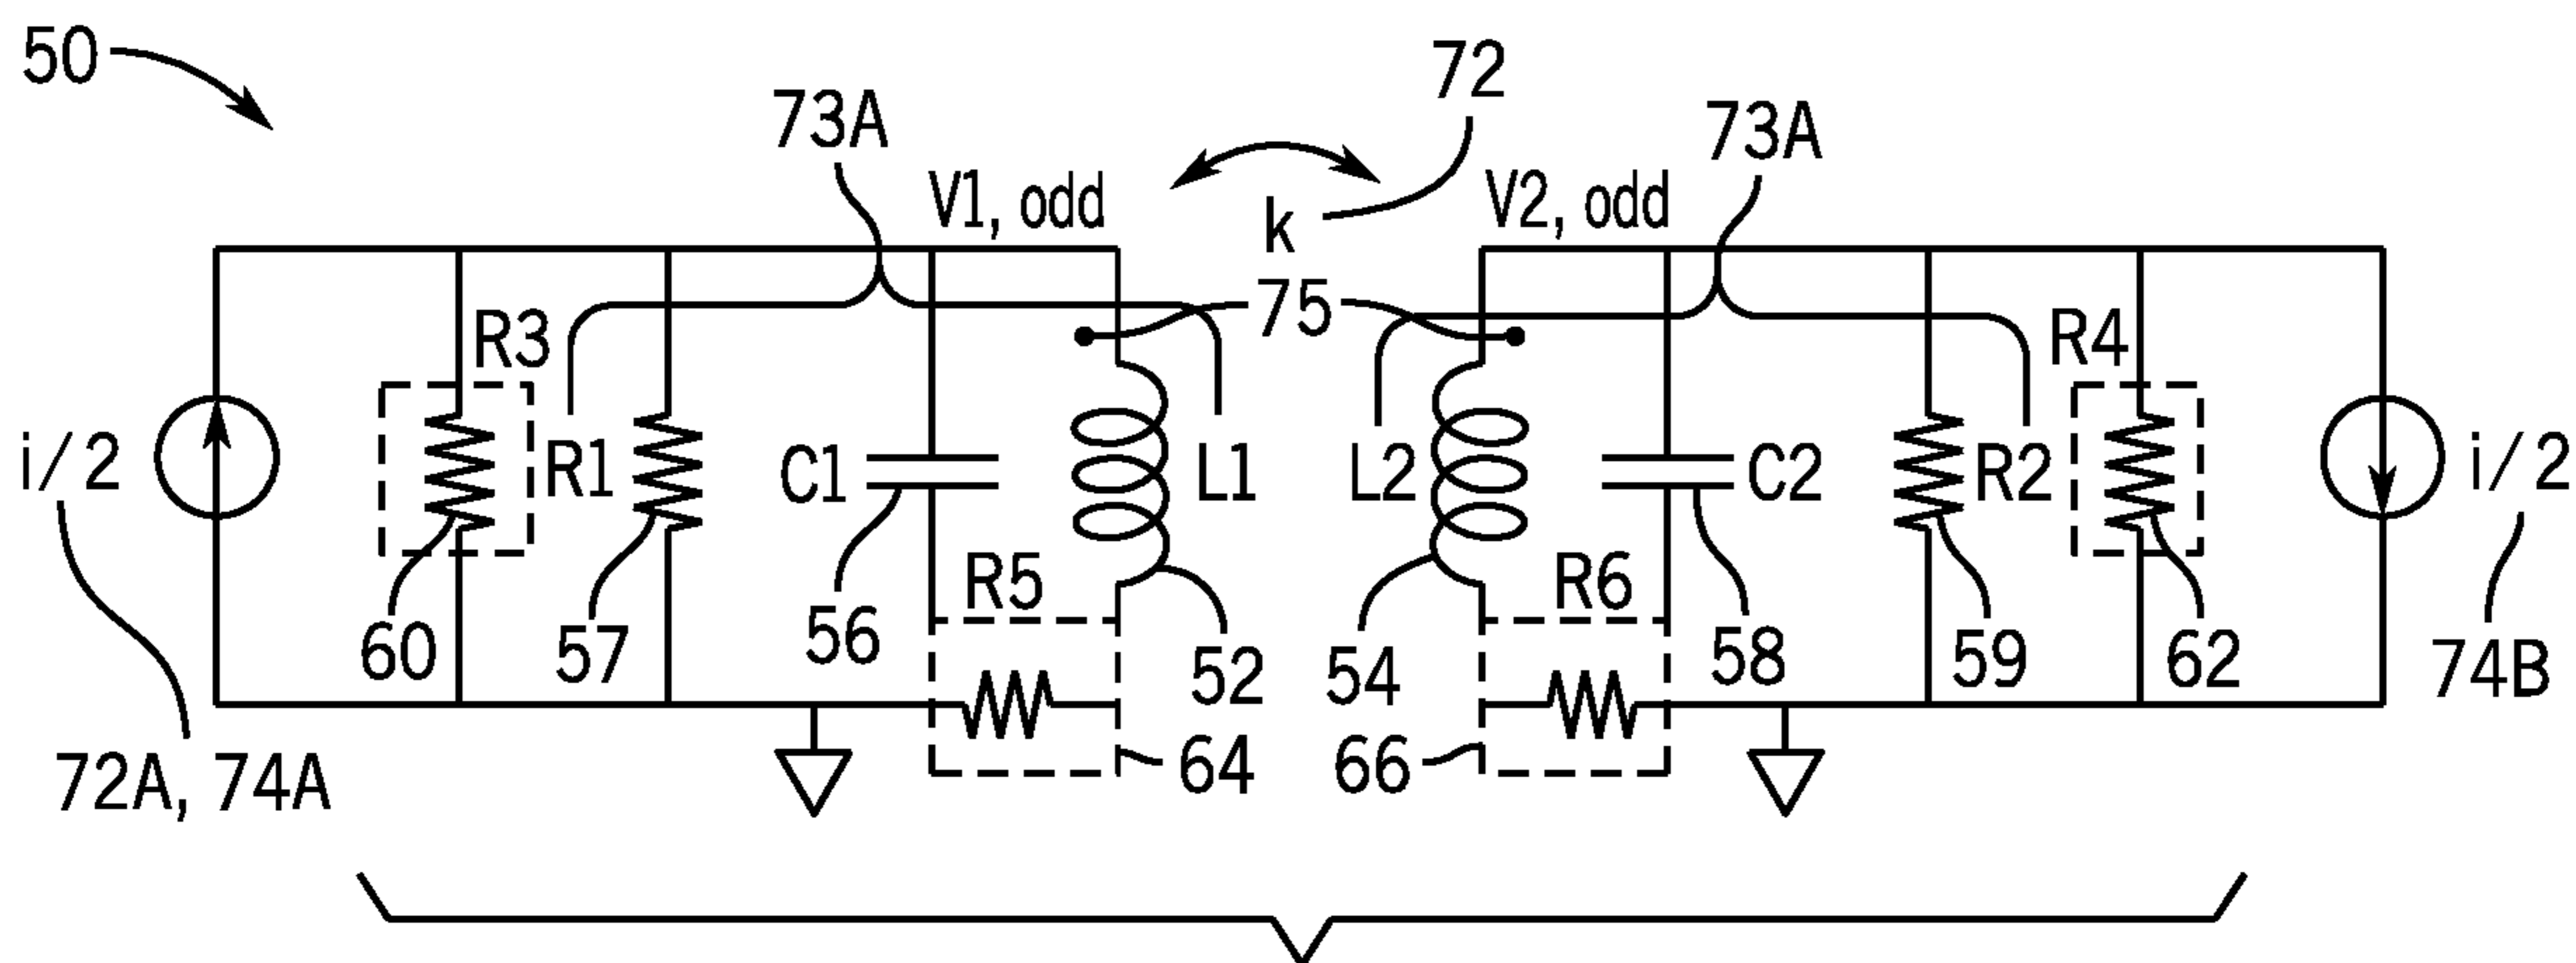 50
72
73A
73A
V1, odd
k
V2, odd
75
R3
R4
i/2
R1
C1
L1
L2
C2
R2
i/2
R5
R6
60
57
56
52
54
58
59
62
74B
64
66
72A, 74A